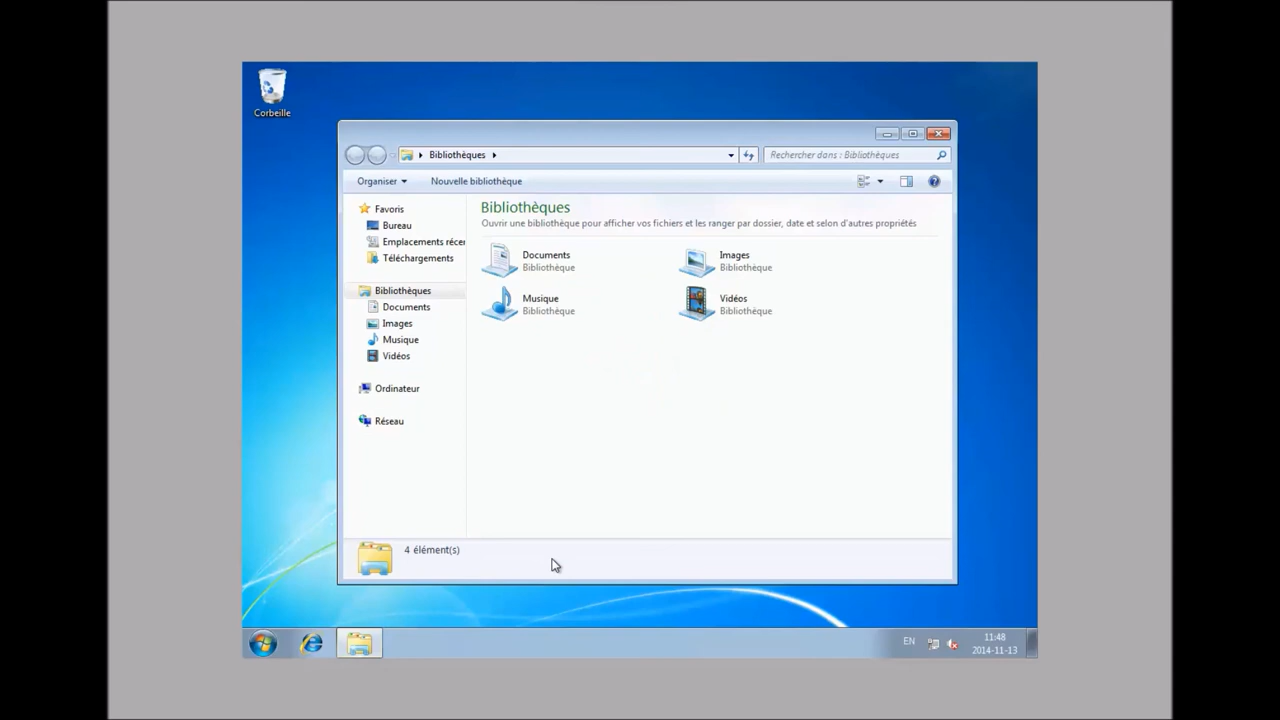 Corbeille
Bibliothèques
Rechercher dans : Bibliothèques
Organiser
Nouvelle bibliothèque
Favoris
Bureau
Emplacements récer
Téléchargements
Bibliothèques
Documents
Images
Musique
Vidéos
Ordinateur
Réseau
Bibliothèques
Ouvrir une bibliothèque pour afficher vos fichiers et les ranger par dossier, date et selon d'autres propriétés
Documents
Bibliothèque
Images
Bibliothèque
Musique
Bibliothèque
Vidéos
Bibliothèque
4 élément(s)
EN
11:48
2014-11-13